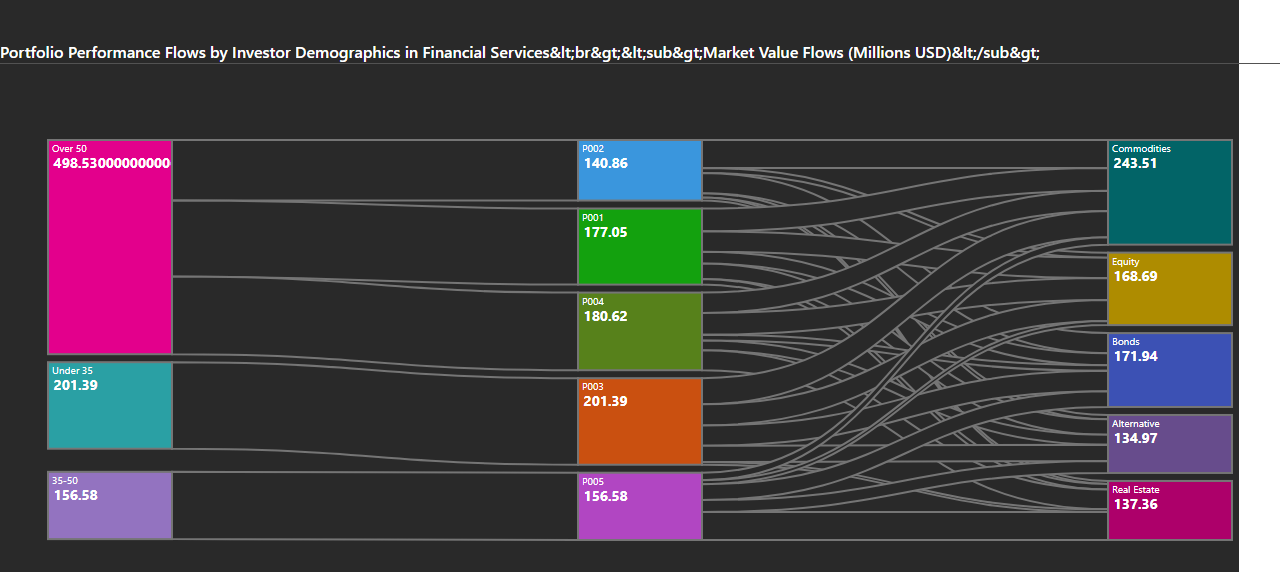 Portfolio Performance Flows by Investor Demographics in Financial Services&lt;br&gt;&lt;sub&gt;Market Value Flows (Millions USD)&lt;/sub&gt;
Over 50
498.53000000000
Under 35
201.39
35-50
156.58
P002
140.86
P001
177.05
P004
180.62
P003
201.39
P005
156.58
Commodities
243.51
Equity
168.69
Bonds
171.94
Alternative
134.97
Real Estate
137.36